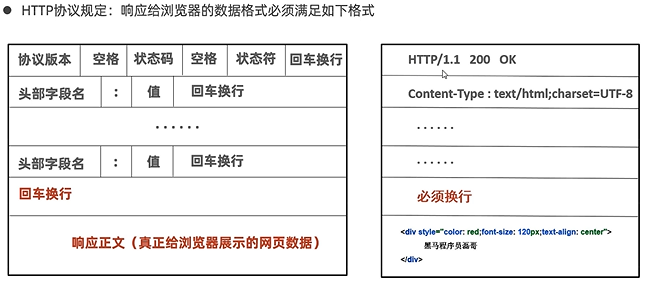 ● HTTP协议规定：响应给浏览器的数据格式必须满足如下格式
协议版本 空格 状态码 空格 状态符 回车换行
头部字段名 : 值 回车换行
······
头部字段名 : 值 回车换行
回车换行
响应正文（真正给浏览器展示的网页数据）
HTTP/1.1 200 OK
Content-Type : text/html;charset=UTF-8
······
······
必须换行
<div style="color: red;font-size: 120px;text-align: center">
黑马程序员磊哥
</div>